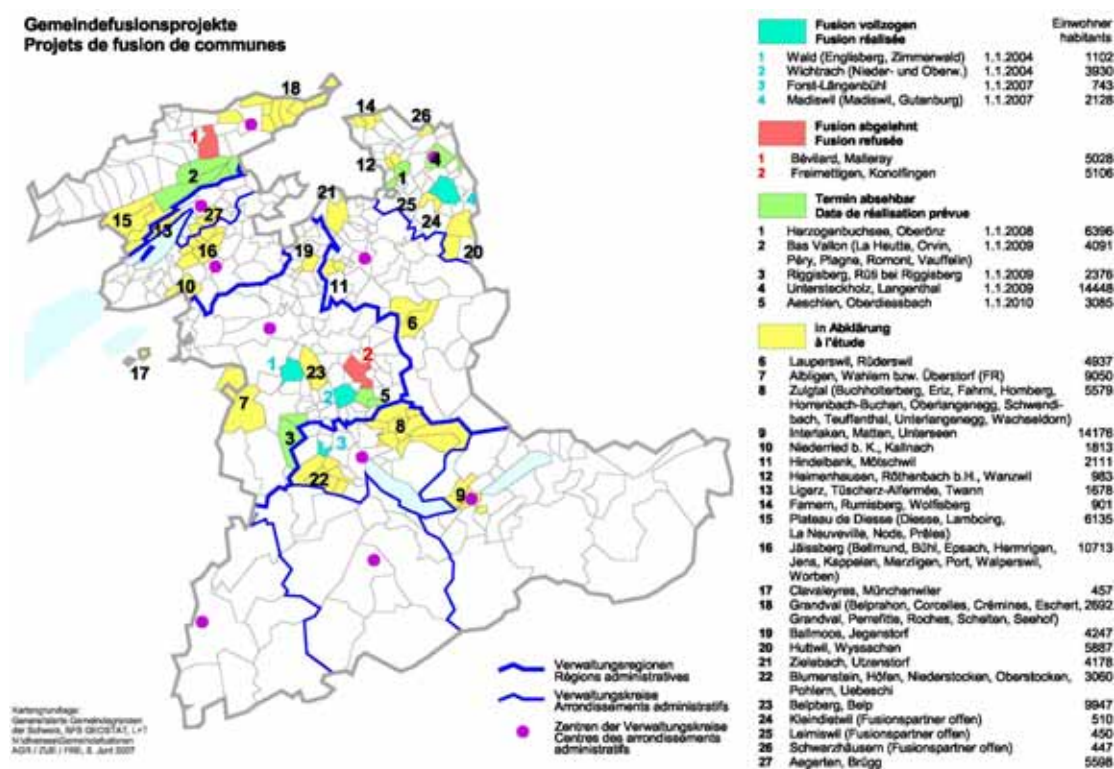 Gemeindefusionsprojekte
Projets de fusion de communes
Fusion vollzogen
Fusion réalisée
Einwohner
habitants
1 Wald (Englisberg, Zimmerwald) 1.1.2004 1102
2 Wichtrach (Nieder- und Oberw.) 1.1.2004 3930
3 Forst-Längenbühl 1.1.2007 743
4 Madiswil (Madiswil, Gutenburg) 1.1.2007 2128
Fusion abgelehnt
Fusion refusée
1 Bévilard, Malleray 5028
2 Freimettigen, Konolfingen 5106
Termin absehbar
Date de réalisation prévue
1 Herzogenbuchsee, Oberönz 1.1.2008 6396
2 Bas Vallon (La Heutte, Orvin, 1.1.2009 4091
Péry, Plagne, Romont, Vauffelin)
3 Riggisberg, Rüti bei Riggisberg 1.1.2009 2376
4 Untersteckholz, Langenthal 1.1.2009 14448
5 Aeschlen, Oberdiessbach 1.1.2010 3085
in Abklärung
à l'étude
6 Lauperswil, Rüderswil 4937
7 Albligen, Wahlern bzw. Überstorf (FR) 9050
8 Zulgtal (Buchholterberg, Eriz, Fahrni, Homberg, 5579
Horrenbach-Buchen, Oberlangenegg, Schwendi-
bach, Teuffenthal, Unterlangenegg, Wachseldorn)
9 Interlaken, Matten, Unterseen 14176
10 Niederried b. K., Kallnach 1813
11 Hindelbank, Mötschwil 2111
12 Heimenhausen, Röthenbach b.H., Wanzwil 983
13 Ligerz, Tüscherz-Alfermée, Twann 1678
14 Farnern, Rumisberg, Wolfisberg 901
15 Plateau de Diesse (Diesse, Lamboing, 6135
La Neuveville, Nods, Prêles)
16 Jäissberg (Bellmund, Bühl, Epsach, Hermrigen, 10713
Jens, Kappelen, Merzligen, Port, Walperswil,
Worben)
17 Clavaleyres, Münchenwiler 457
18 Grandval (Belprahon, Corcelles, Crémines, Eschert, 2692
Grandval, Perrefitte, Roches, Schelten, Seehof)
19 Ballmoos, Jegenstorf 4247
20 Huttwil, Wyssachen 5887
21 Zielebach, Utzenstorf 4178
22 Blumenstein, Höfen, Niederstocken, Oberstocken, 3060
Pohlern, Uebeschi
23 Belpberg, Belp 9947
24 Kleindietwil (Fusionspartner offen) 510
25 Leimiswil (Fusionspartner offen) 450
26 Schwarzhäusern (Fusionspartner offen) 447
27 Aegerten, Brügg 5598
18
14
26
1
12
4
2
1
21
25
4
15
27
24
13
16
19
20
10
11
6
17
1
23
2
7
2
5
3
3
8
22
9
Verwaltungsregionen
Régions administratives
Verwaltungskreise
Arrondissements administratifs
Zentren der Verwaltungskreise
Centres des arrondissements
administratifs
Kartengrundlage:
Generalisierte Gemeindegrenzen
der Schweiz, BFS GEOSTAT, L+T